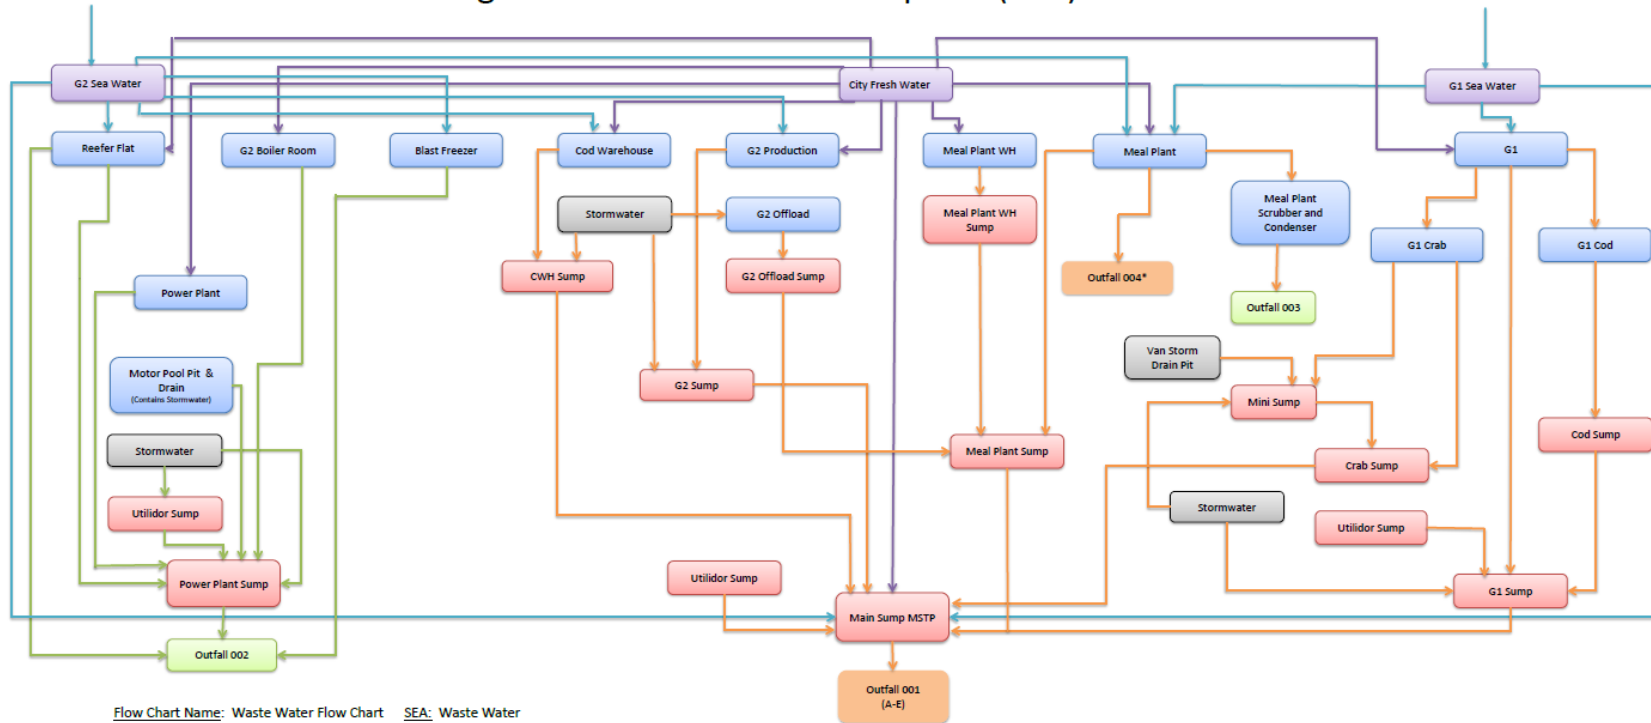 G2 Sea Water
City Fresh Water
G1 Sea Water
Reefer Flat
G2 Boiler Room
Blast Freezer
Cod Warehouse
G2 Production
Meal Plant WH
Meal Plant
G1
Stormwater
G2 Offload
Meal Plant WH
Sump
Meal Plant
Scrubber and
Condenser
G1 Crab
G1 Cod
CWH Sump
G2 Offload Sump
Outfall 004*
Power Plant
Outfall 003
Van Storm
Drain Pit
Motor Pool Pit & 
Drain
(Contains Stormwater)
G2 Sump
Mini Sump
Stormwater
Meal Plant Sump
Cod Sump
Crab Sump
Utilidor Sump
Stormwater
Utilidor Sump
Power Plant Sump
Utilidor Sump
G1 Sump
Main Sump MSTP
Outfall 002
Outfall 001
(A-E)
Flow Chart Name: Waste Water Flow Chart SEA: Waste Water